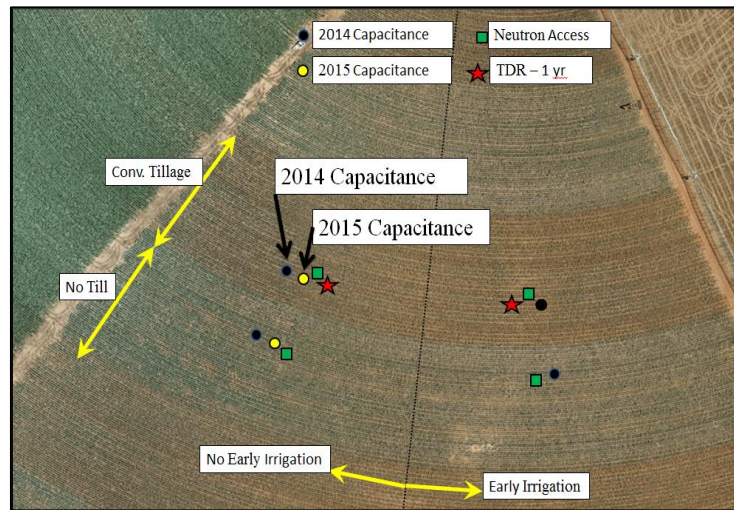 2014 Capacitance
Neutron Access
2015 Capacitance
TDR – 1 yr
Conv. Tillage
2014 Capacitance
2015 Capacitance
No Till
No Early Irrigation
Early Irrigation